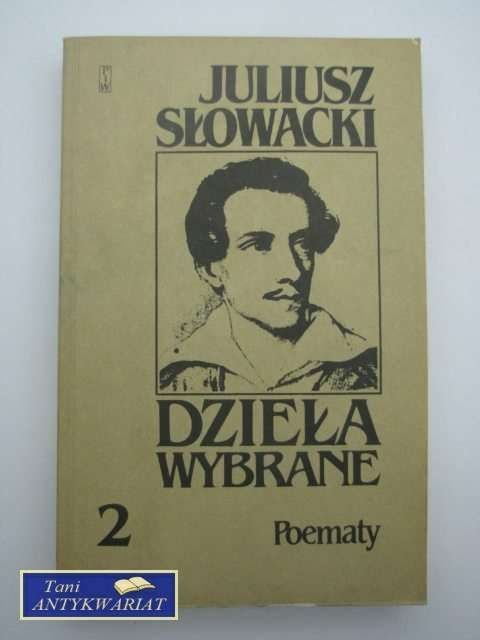 JULIUSZ
SŁOWACKI
DZIEŁA
WYBRANE
2
Poematy
Tani
ANTYKWARIAT